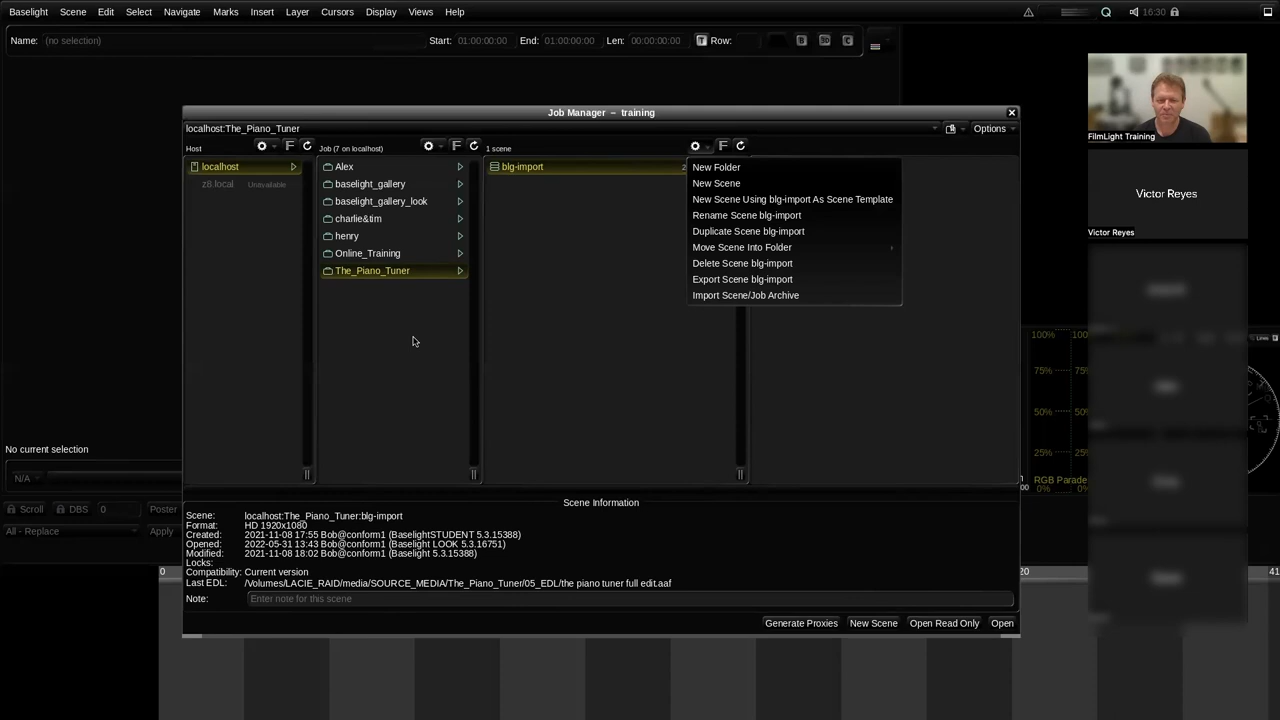 Baselight Scene Edit Select Navigate Marks Insert Layer Cursors Display Views Help
16:30
Name: (no selection) Start: 01:00:00:00 End: 01:00:00:00 Len: 00:00:00:00 Row:
Job Manager – training
localhost:The_Piano_Tuner Options
Host Job (7 on localhost) 1 scene
localhost
z8.local Unavailable
Alex
baselight_gallery
baselight_gallery_look
charlie&tim
henry
Online_Training
The_Piano_Tuner
blg-import
New Folder
New Scene
New Scene Using blg-import As Scene Template
Rename Scene blg-import
Duplicate Scene blg-import
Move Scene Into Folder
Delete Scene blg-import
Export Scene blg-import
Import Scene/Job Archive
Scene Information
Scene: localhost:The_Piano_Tuner:blg-import
Format: HD 1920x1080
Created: 2021-11-08 17:55 Bob@conform1 (BaselightSTUDENT 5.3.15388)
Opened: 2022-05-31 13:43 Bob@conform1 (Baselight LOOK 5.3.16751)
Modified: 2021-11-08 18:02 Bob@conform1 (Baselight 5.3.15388)
Locks:
Compatibility: Current version
Last EDL: /Volumes/LACIE_RAID/media/SOURCE_MEDIA/The_Piano_Tuner/05_EDL/the piano tuner full edit.aaf
Note: Enter note for this scene
Generate Proxies New Scene Open Read Only Open
No current selection
N/A
Scroll DBS 0 Poster
All - Replace Apply
0 20 41
FilmLight Training
Victor Reyes
Victor Reyes
100% 100
75% 75%
50% 50%
25% 25%
0% 0%
RGB Parade
Lines